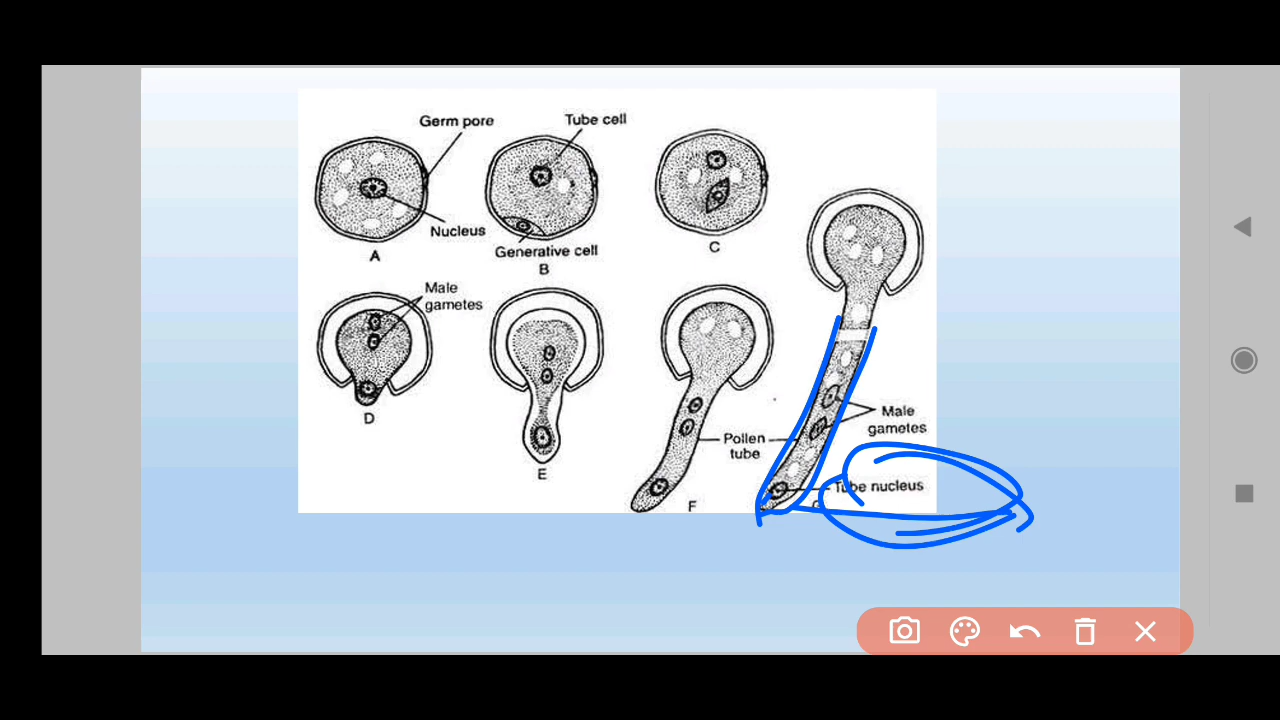 Germ pore
Tube cell
Nucleus
Generative cell
A
B
C
Male
gametes
D
E
Pollen
tube
F
Male
gametes
Tube nucleus
G